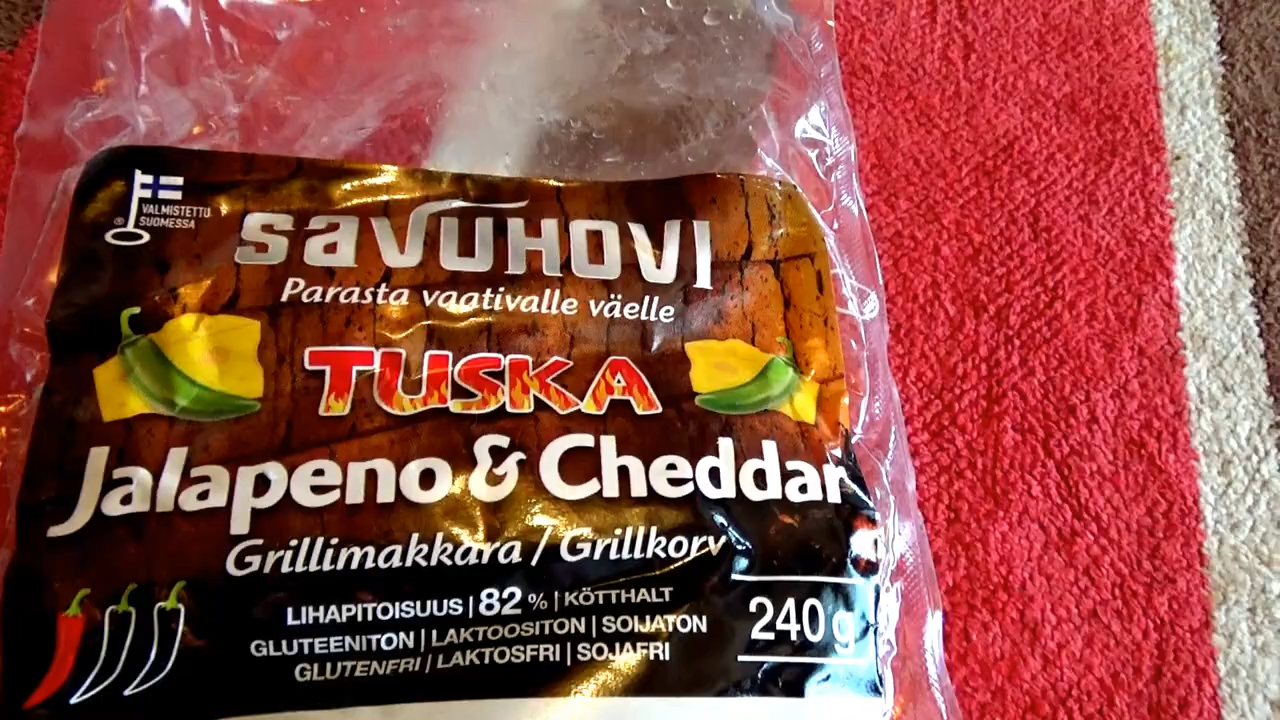 ® VALMISTETTU
SUOMESSA
SAVUHOVI
Parasta vaativalle väelle
TUSKA
Jalapeno & Cheddar
Grillimakkara / Grillkorv
LIHAPITOISUUS | 82 % | KÖTTHALT
GLUTEENITON | LAKTOOSITON | SOIJATON
GLUTENFRI | LAKTOSFRI | SOJAFRI
240 g